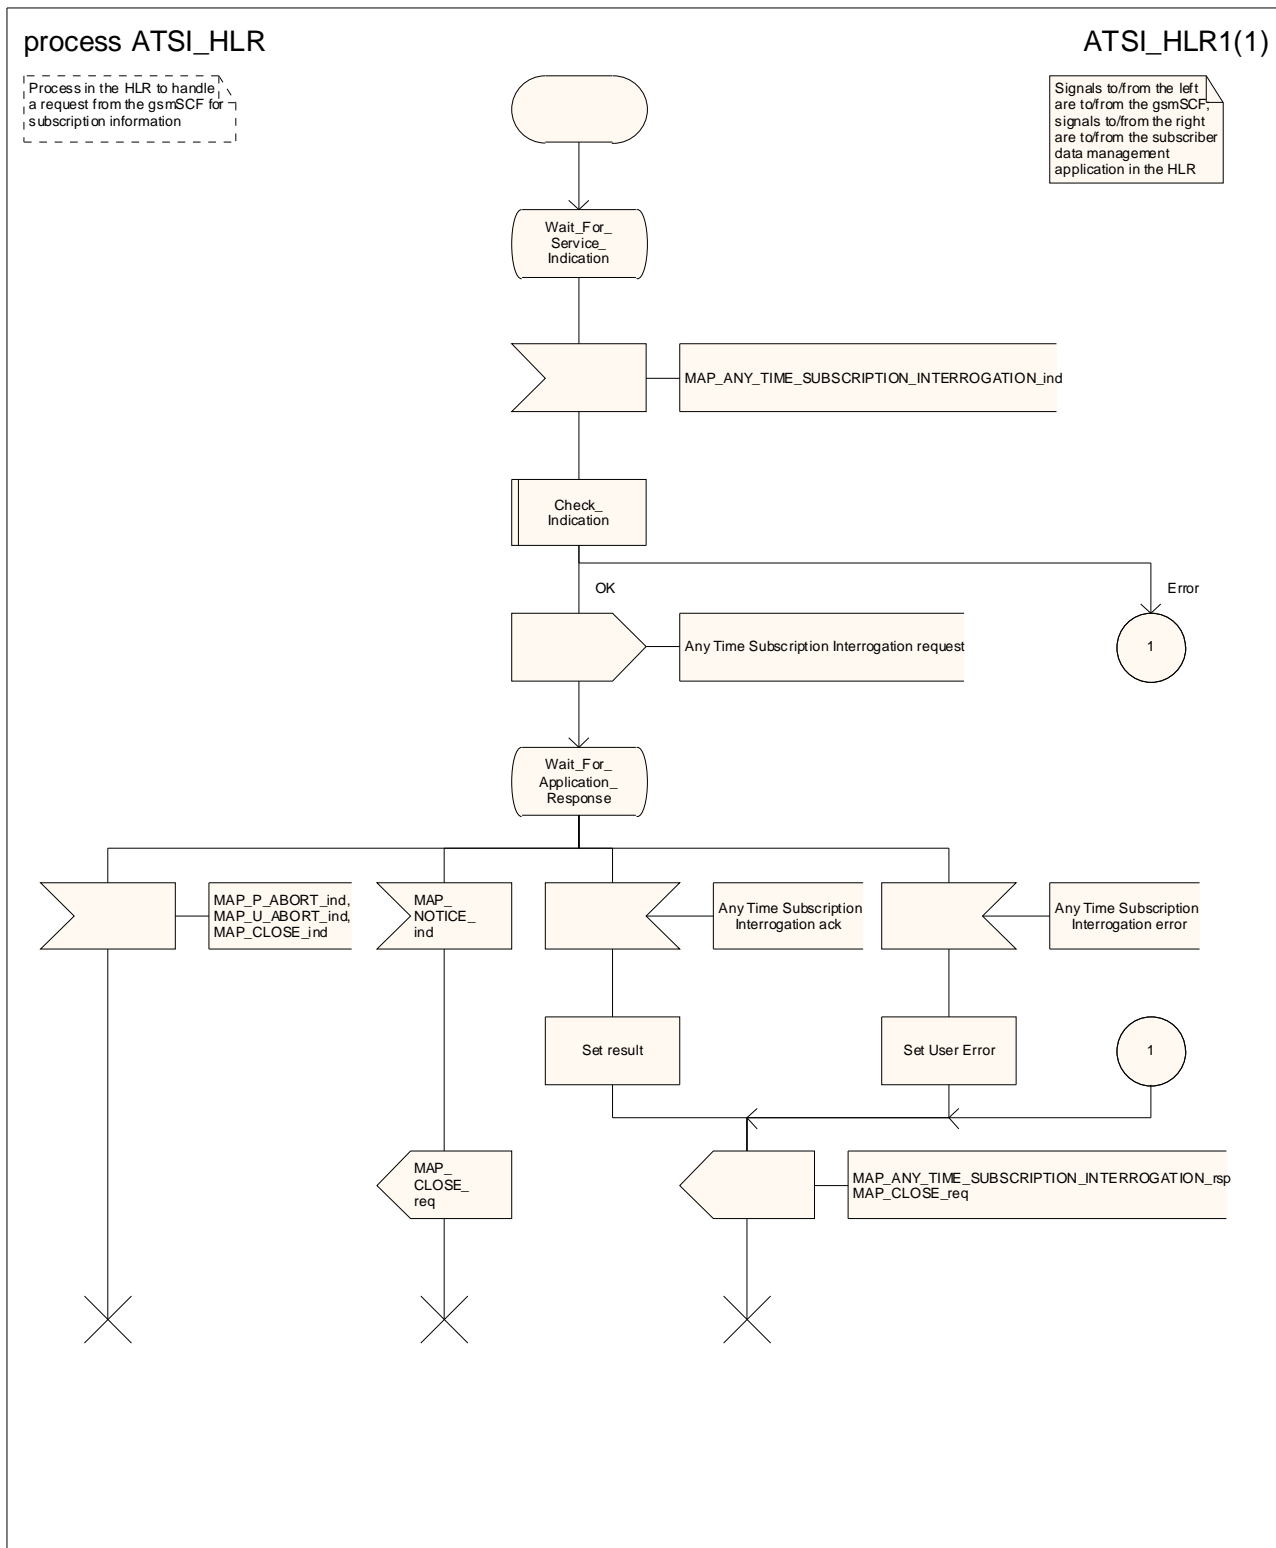 process ATSI_HLR
ATSI_HLR1(1)
Process in the HLR to handle
a request from the gsmSCF for
subscription information
Signals to/from the left
are to/from the gsmSCF;
signals to/from the right
are to/from the subscriber
data management
application in the HLR
Wait_For_
Service_
Indication
MAP_ANY_TIME_SUBSCRIPTION_INTERROGATION_ind
Check_
Indication
OK
Error
Any Time Subscription Interrogation request
1
Wait_For_
Application_
Response
MAP_P_ABORT_ind,
MAP_U_ABORT_ind,
MAP_CLOSE_ind
MAP_
NOTICE_
ind
Any Time Subscription
Interrogation ack
Any Time Subscription
Interrogation error
Set result
Set User Error
1
MAP_
CLOSE_
req
MAP_ANY_TIME_SUBSCRIPTION_INTERROGATION_rsp
MAP_CLOSE_req